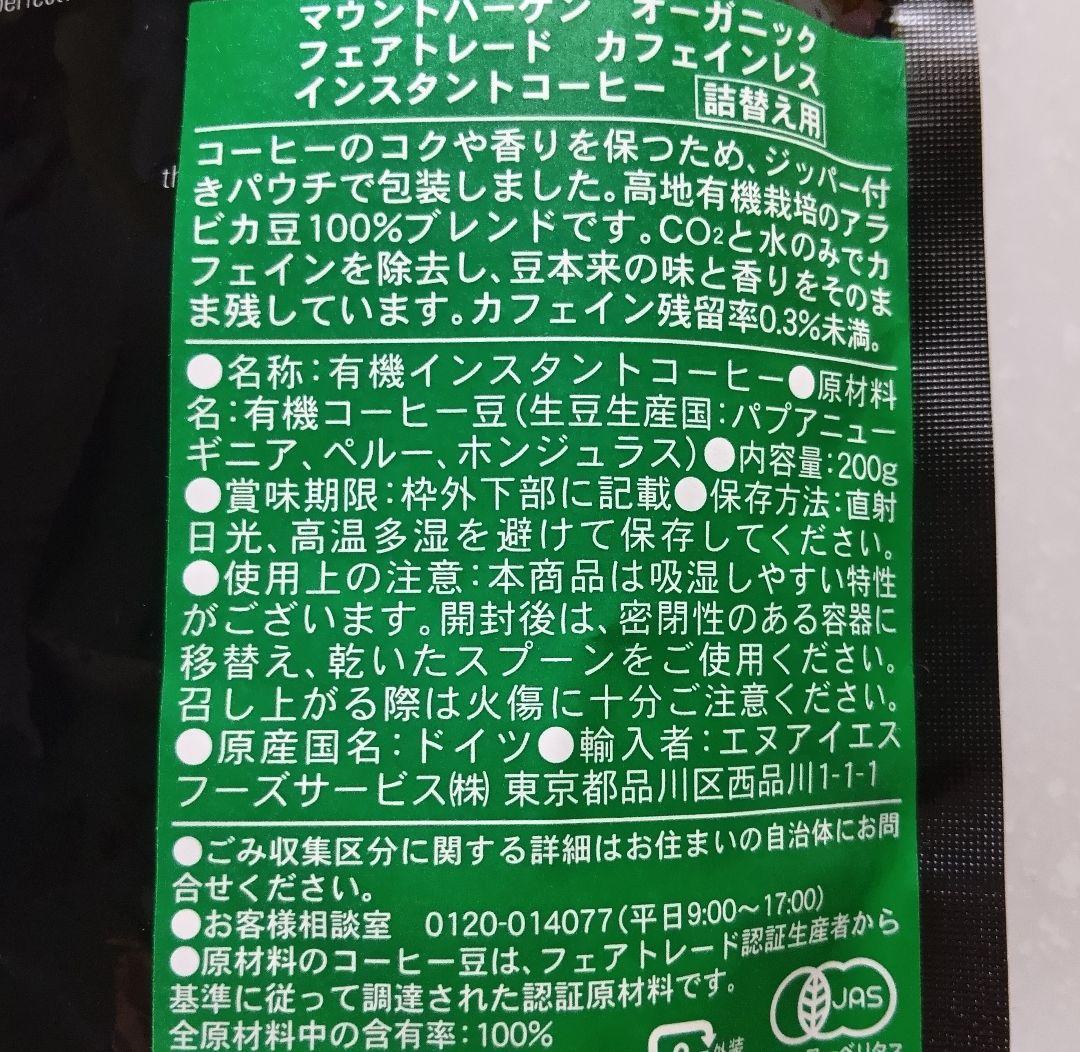 マウントハーゲン オーガニック
フェアトレード カフェインレス
インスタントコーヒー 詰替え用
コーヒーのコクや香りを保つため、ジッパー付
きパウチで包装しました。高地有機栽培のアラ
ビカ豆100%ブレンドです。CO2と水のみでカ
フェインを除去し、豆本来の味と香りをそのま
ま残しています。カフェイン残留率0.3%未満。
●名称:有機インスタントコーヒー●原材料
名:有機コーヒー豆(生豆生産国:パプアニュー
ギニア、ペルー、ホンジュラス)●内容量:200g
●賞味期限:枠外下部に記載●保存方法:直射
日光、高温多湿を避けて保存してください。
●使用上の注意:本商品は吸湿しやすい特性
がございます。開封後は、密閉性のある容器に
移替え、乾いたスプーンをご使用ください。
召し上がる際は火傷に十分ご注意ください。
●原産国名:ドイツ●輸入者:エヌアイエス
フーズサービス㈱ 東京都品川区西品川1-1-1
●ごみ収集区分に関する詳細はお住まいの自治体にお問
合せください。
●お客様相談室 0120-014077(平日9:00~17:00)
●原材料のコーヒー豆は、フェアトレード認証生産者から
基準に従って調達された認証原材料です。
全原材料中の含有率:100%
JAS
外装